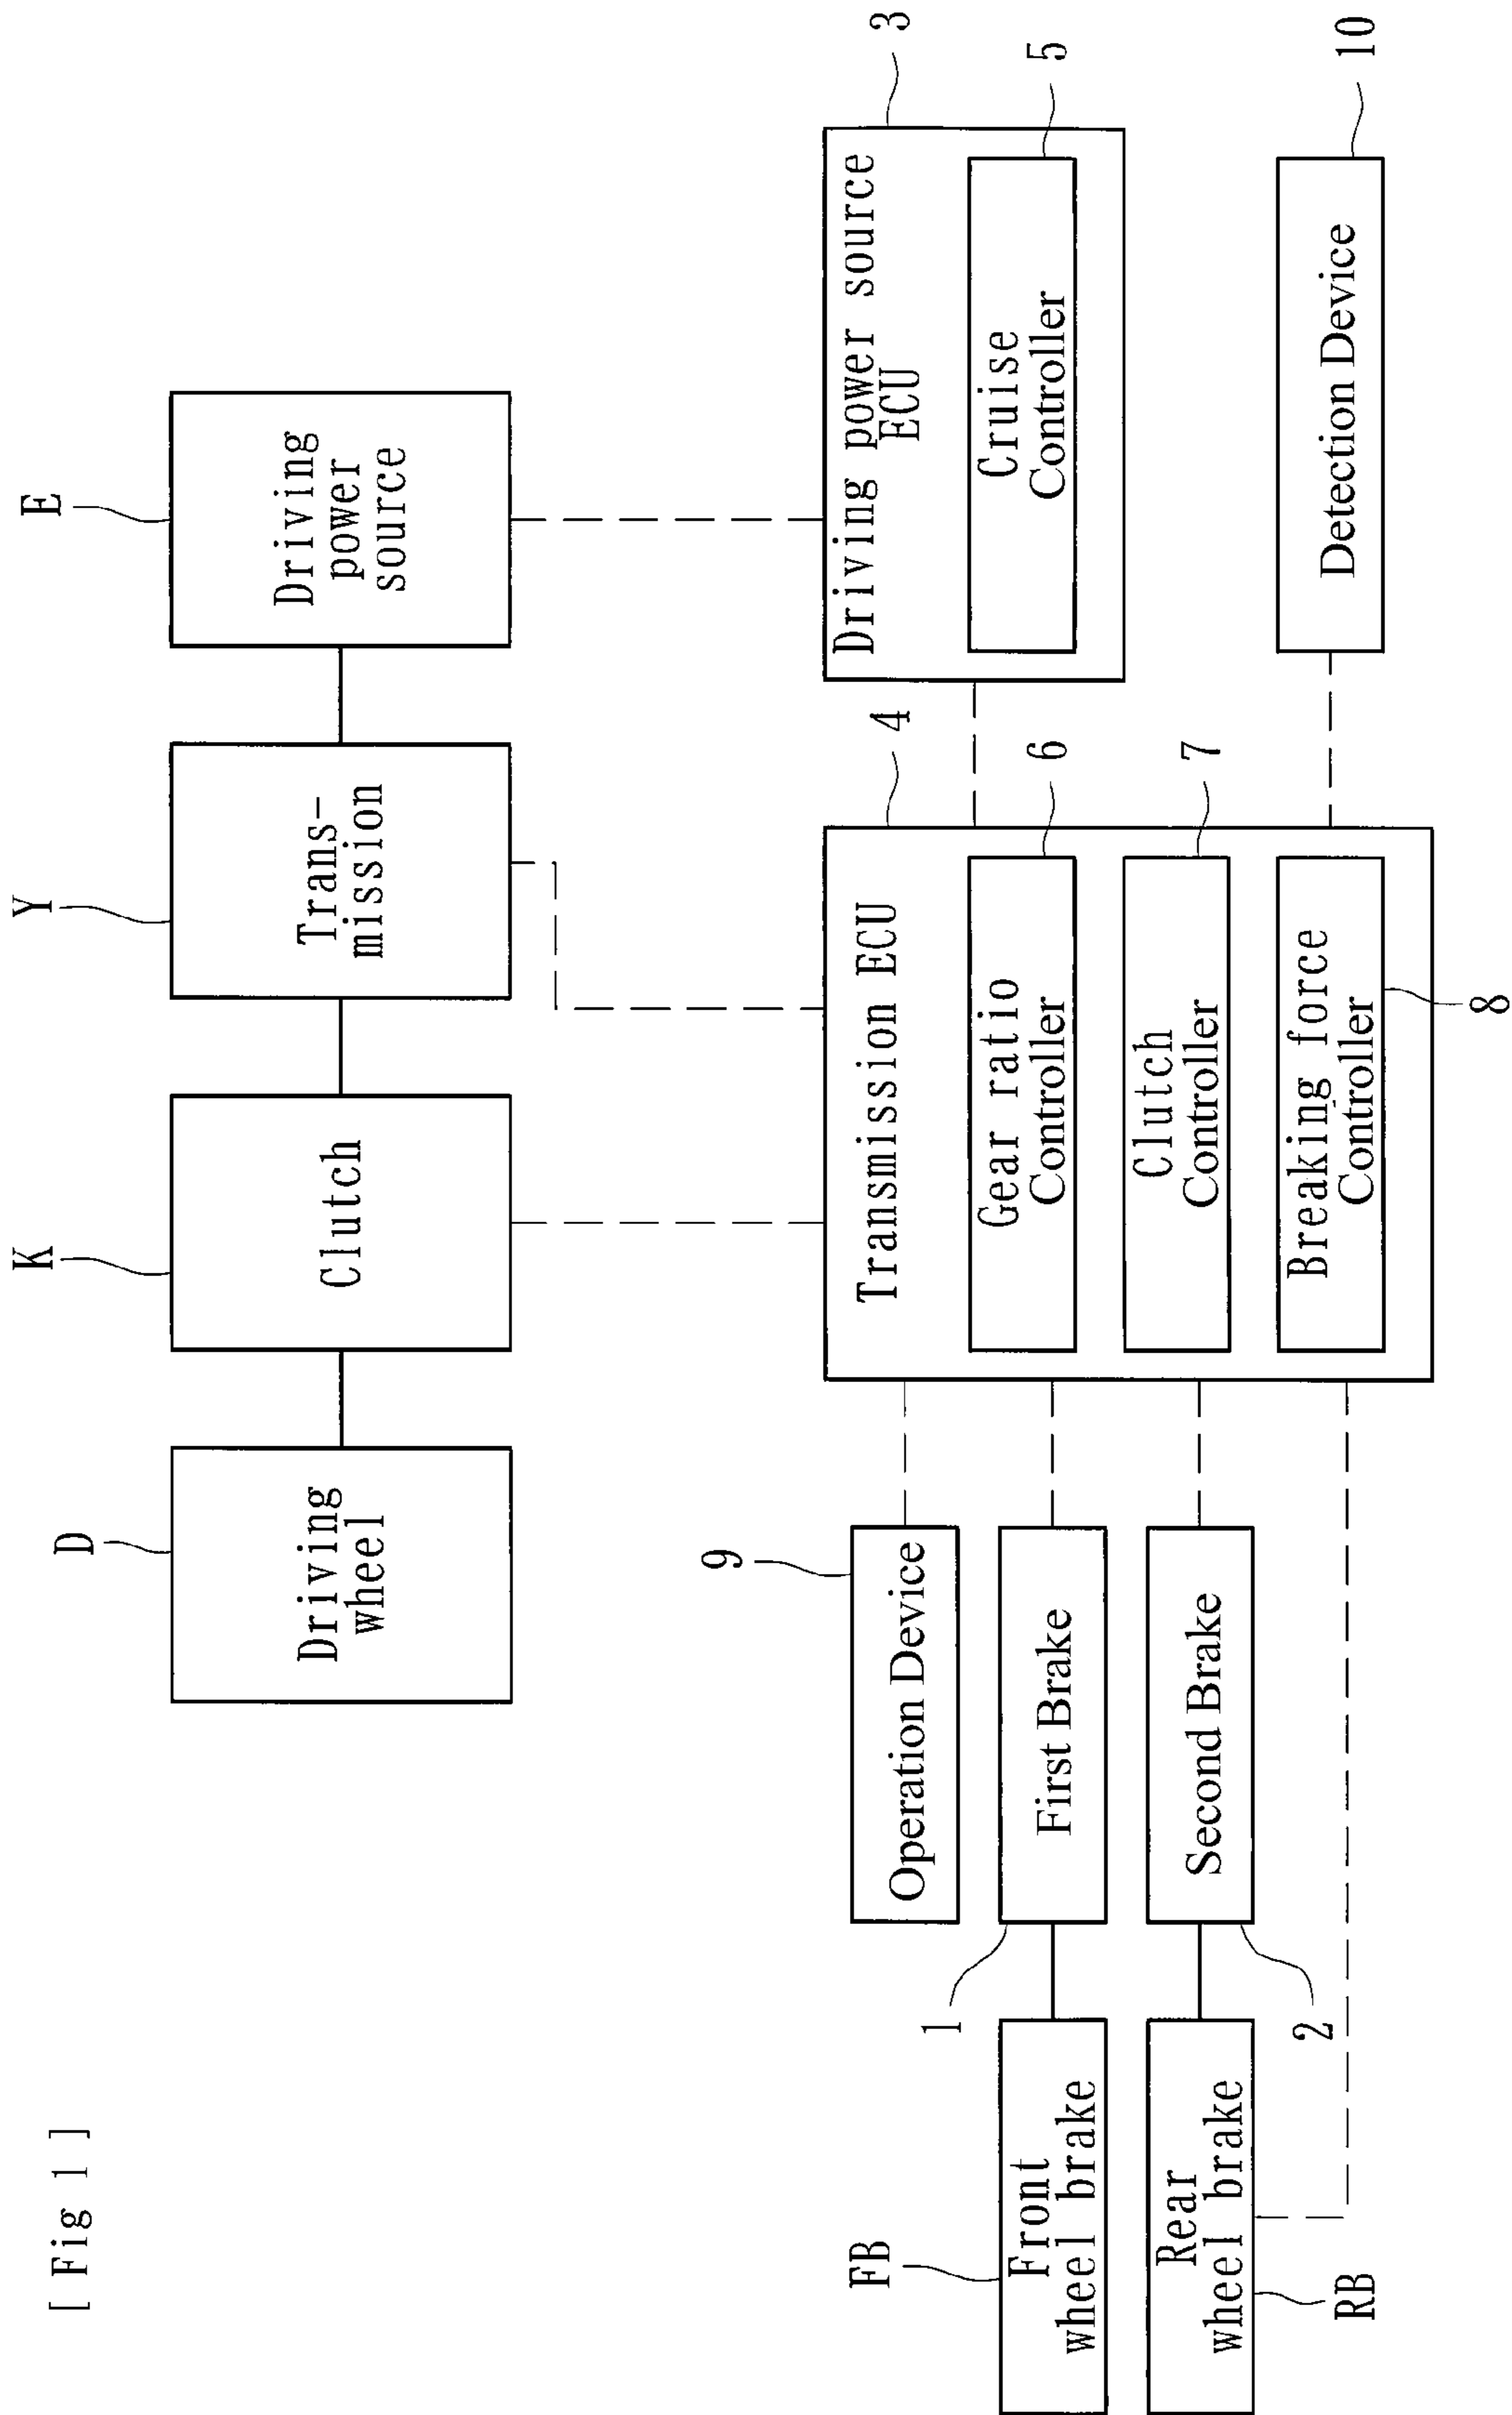 [ Fig 1 ]
D
Driving
wheel
K
Clutch
Y
Trans-
mission
E
Driving
power
source
9
Operation Device
1
First Brake
2
Second Brake
FB
Front
wheel brake
RB
Rear
wheel brake
4
Transmission ECU
6
Gear ratio
Controller
7
Clutch
Controller
8
Breaking force
Controller
3
Driving power source
ECU
5
Cruise
Controller
10
Detection Device